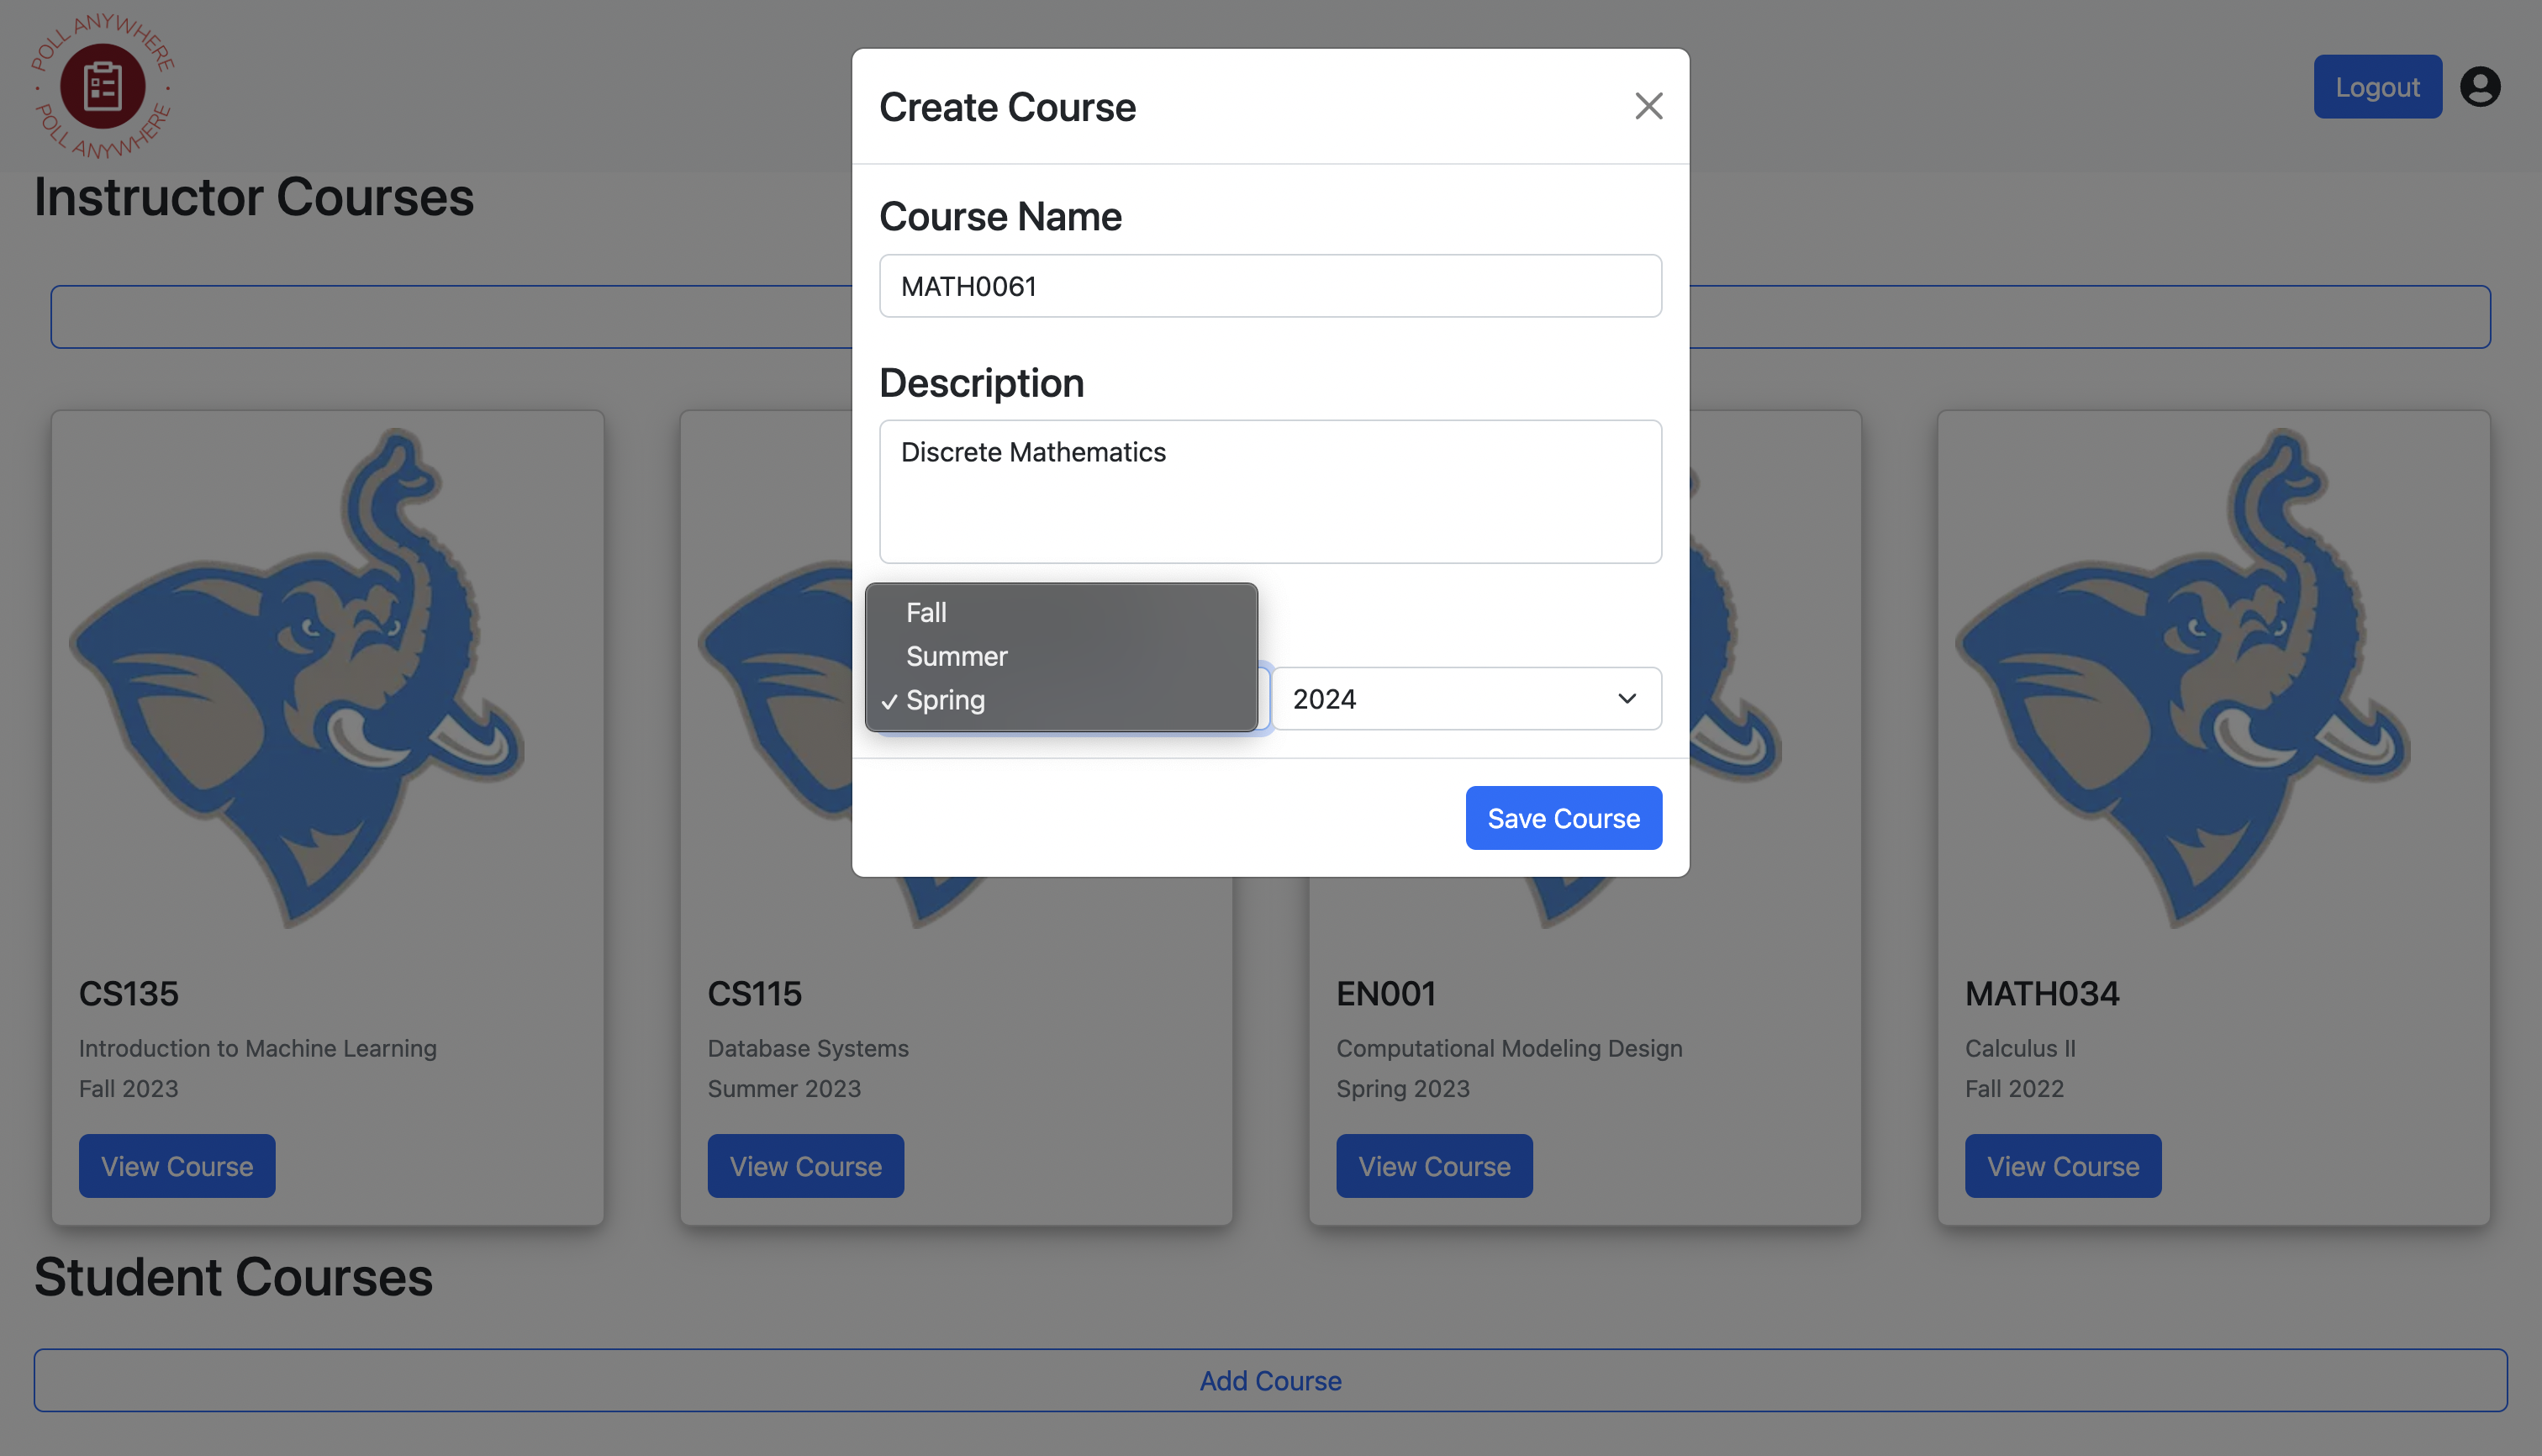 POLL ANYWHERE · POLL ANYWHERE ·
Logout
Instructor Courses
Create Course
Course Name
MATH0061
Description
Discrete Mathematics
Fall
Summer
✓ Spring
2024
Save Course
CS135
Introduction to Machine Learning
Fall 2023
View Course
CS115
Database Systems
Summer 2023
View Course
EN001
Computational Modeling Design
Spring 2023
View Course
MATH034
Calculus II
Fall 2022
View Course
Student Courses
Add Course